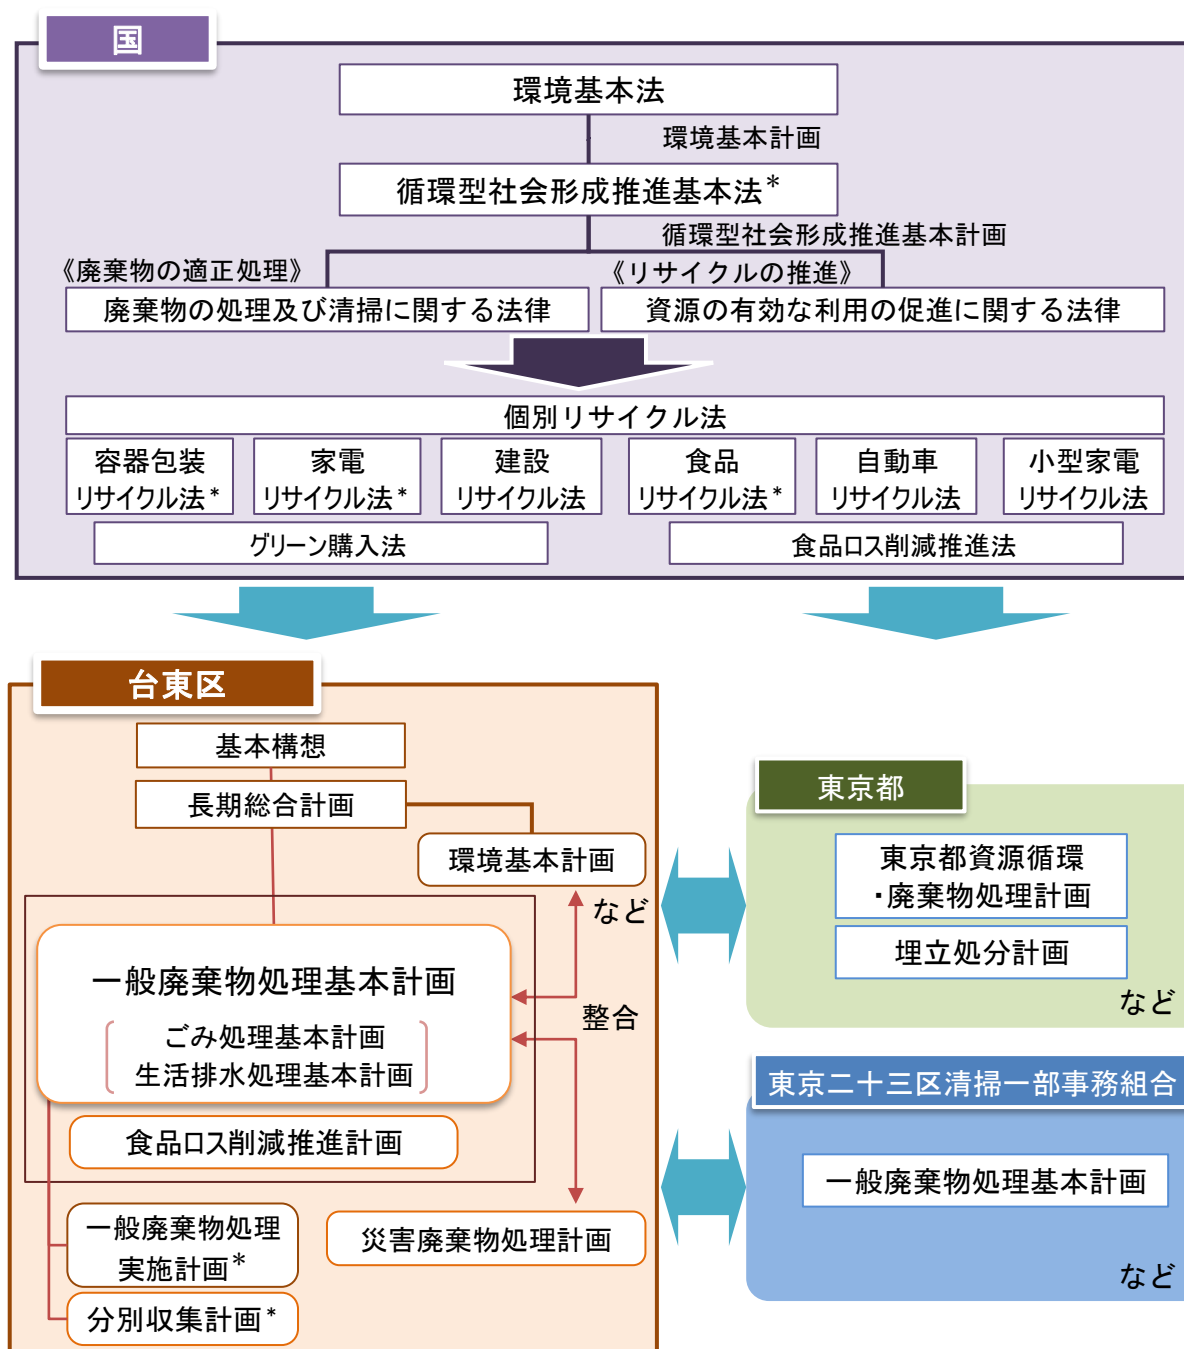 国
環境基本法
環境基本計画
循環型社会形成推進基本法*
循環型社会形成推進基本計画
《廃棄物の適正処理》
《リサイクルの推進》
廃棄物の処理及び清掃に関する法律
資源の有効な利用の促進に関する法律
個別リサイクル法
容器包装
リサイクル法*
家電
リサイクル法*
建設
リサイクル法
食品
リサイクル法*
自動車
リサイクル法
小型家電
リサイクル法
グリーン購入法
食品ロス削減推進法
台東区
基本構想
長期総合計画
環境基本計画
など
一般廃棄物処理基本計画
ごみ処理基本計画
生活排水処理基本計画
整合
食品ロス削減推進計画
一般廃棄物処理
実施計画*
分別収集計画*
災害廃棄物処理計画
東京都
東京都資源循環
・廃棄物処理計画
埋立処分計画
など
東京二十三区清掃一部事務組合
一般廃棄物処理基本計画
など